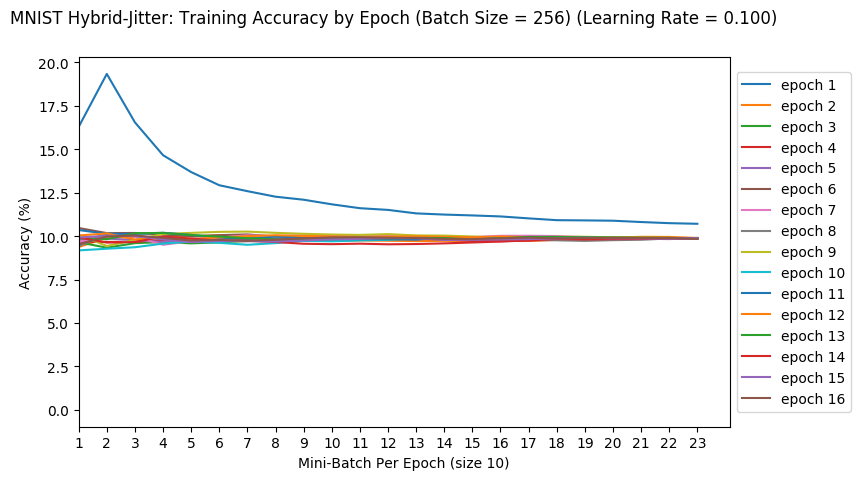 MNIST Hybrid-Jitter: Training Accuracy by Epoch (Batch Size = 256) (Learning Rate = 0.100)
20.0
17.5
15.0
12.5
10.0
7.5
5.0
2.5
0.0
Accuracy (%)
1 2 3 4 5 6 7 8 9 10 11 12 13 14 15 16 17 18 19 20 21 22 23
Mini-Batch Per Epoch (size 10)
epoch 1
epoch 2
epoch 3
epoch 4
epoch 5
epoch 6
epoch 7
epoch 8
epoch 9
epoch 10
epoch 11
epoch 12
epoch 13
epoch 14
epoch 15
epoch 16